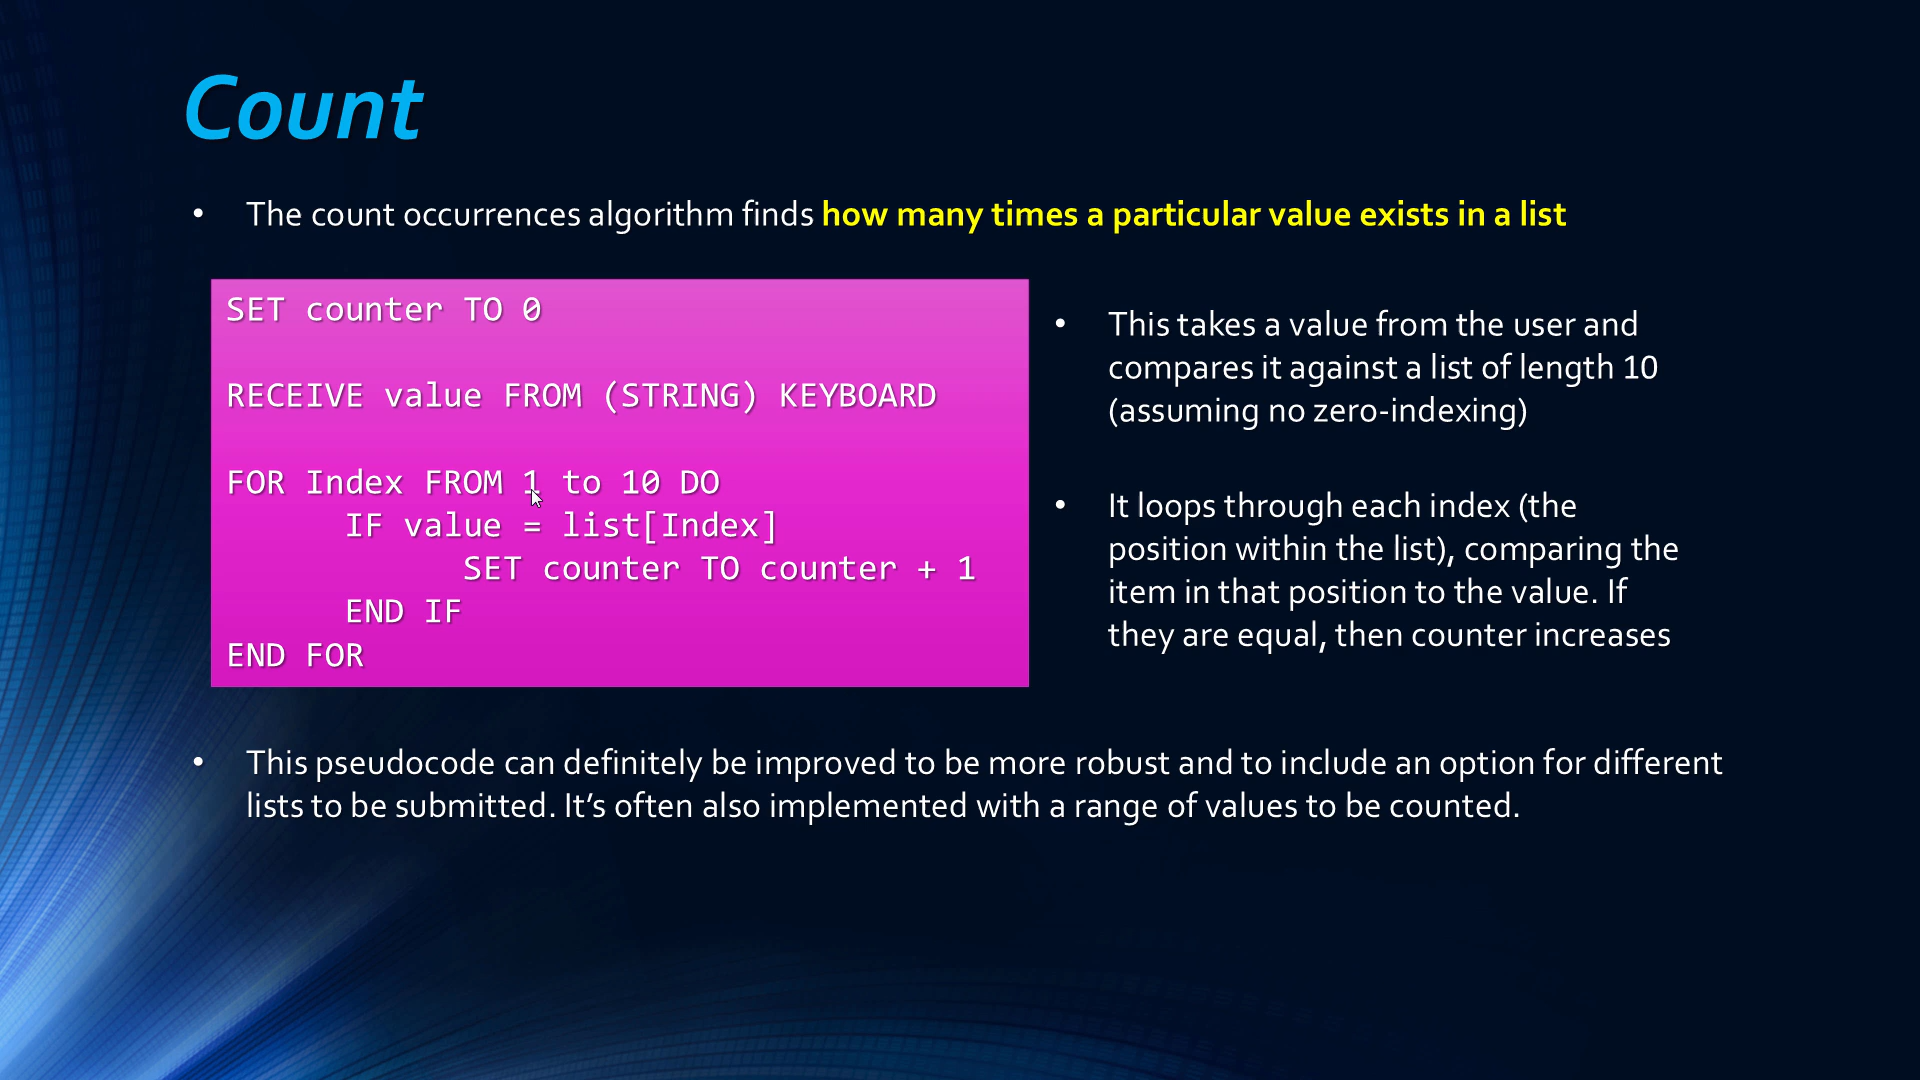 Count
• The count occurrences algorithm finds how many times a particular value exists in a list
SET counter TO 0
RECEIVE value FROM (STRING) KEYBOARD
FOR Index FROM 1 to 10 DO
IF value = list[Index]
SET counter TO counter + 1
END IF
END FOR
• This takes a value from the user and
compares it against a list of length 10
(assuming no zero-indexing)
• It loops through each index (the
position within the list), comparing the
item in that position to the value. If
they are equal, then counter increases
• This pseudocode can definitely be improved to be more robust and to include an option for different
lists to be submitted. It’s often also implemented with a range of values to be counted.